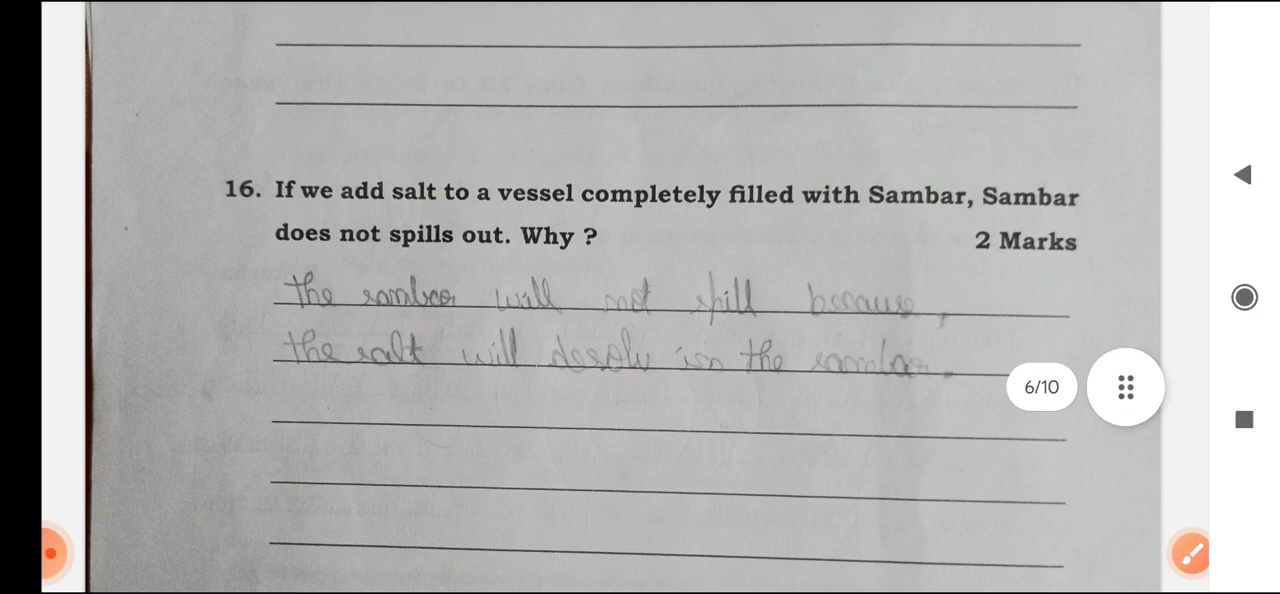 16. If we add salt to a vessel completely filled with Sambar, Sambar
does not spills out. Why ?
2 Marks
the sambar will not spill because,
the salt will desolv in the sambar.
6/10